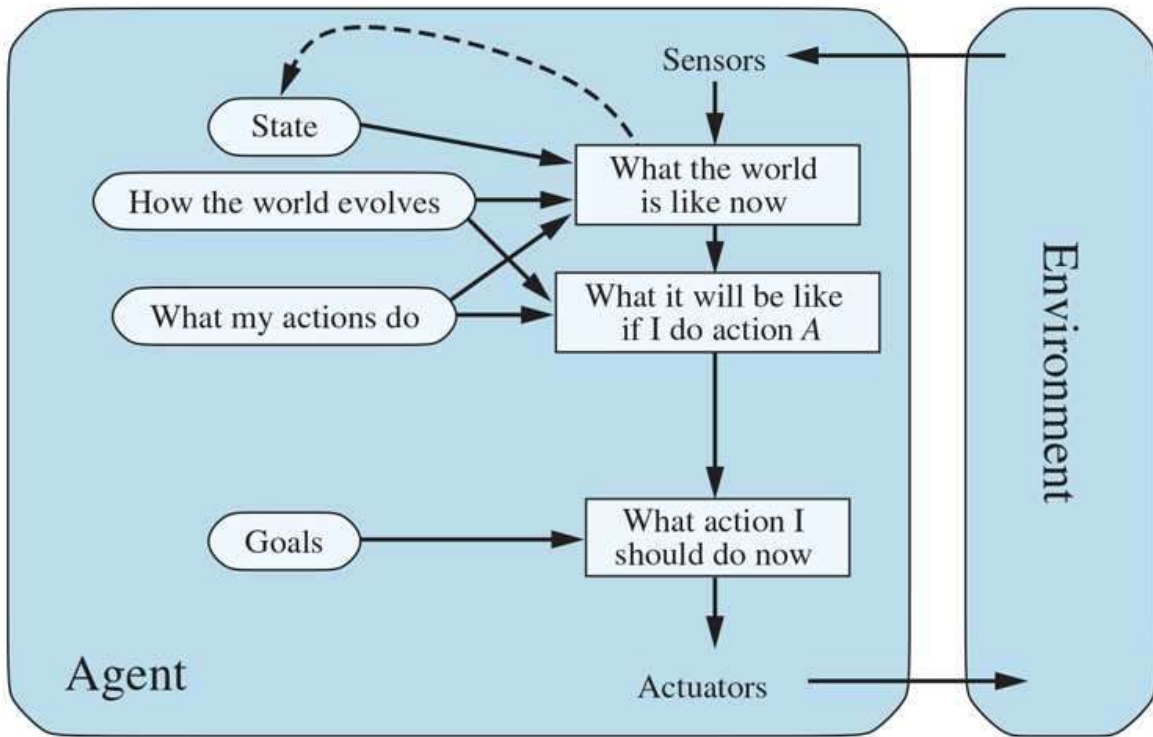 Sensors
State
What the world
is like now
How the world evolves
What it will be like
if I do action A
What my actions do
Environment
What action I
should do now
Goals
Agent
Actuators